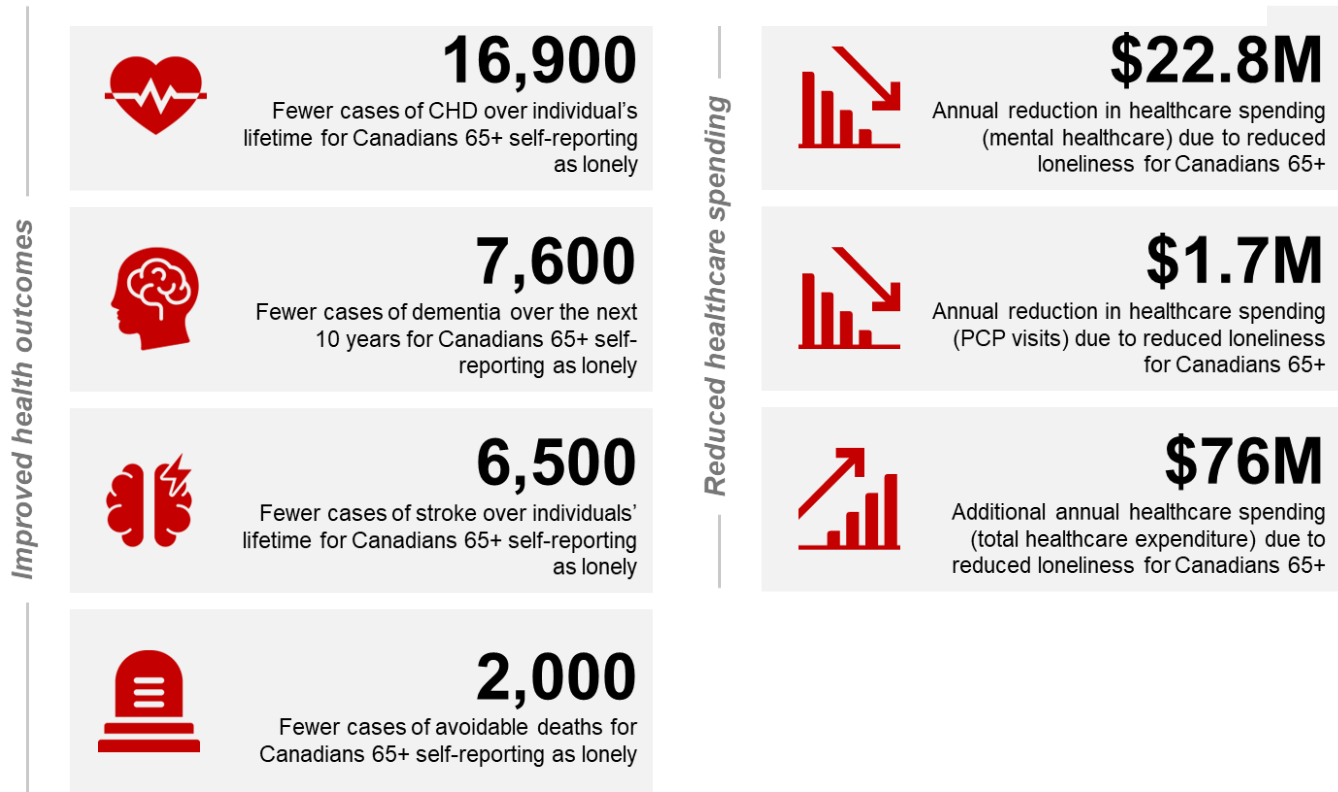 Improved health outcomes
16,900
Fewer cases of CHD over individual’s
lifetime for Canadians 65+ self-reporting
as lonely
7,600
Fewer cases of dementia over the next
10 years for Canadians 65+ self-
reporting as lonely
6,500
Fewer cases of stroke over individuals’
lifetime for Canadians 65+ self-reporting
as lonely
2,000
Fewer cases of avoidable deaths for
Canadians 65+ self-reporting as lonely
Reduced healthcare spending
$22.8M
Annual reduction in healthcare spending
(mental healthcare) due to reduced
loneliness for Canadians 65+
$1.7M
Annual reduction in healthcare spending
(PCP visits) due to reduced loneliness
for Canadians 65+
$76M
Additional annual healthcare spending
(total healthcare expenditure) due to
reduced loneliness for Canadians 65+